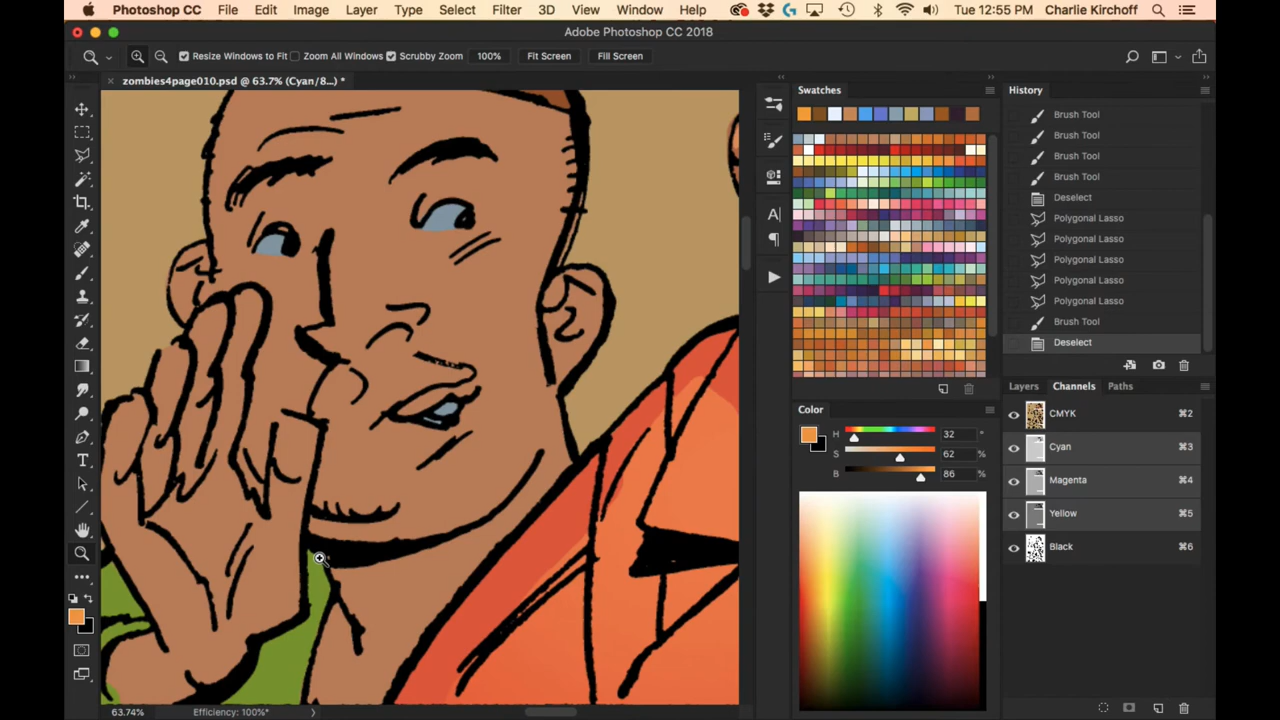 Photoshop CC File Edit Image Layer Type Select Filter 3D View Window Help Tue 12:55 PM Charlie Kirchoff
Adobe Photoshop CC 2018
Resize Windows to Fit Zoom All Windows Scrubby Zoom 100% Fit Screen Fill Screen
zombies4page010.psd @ 63.7% (Cyan/8...) *
Swatches
History
Brush Tool
Brush Tool
Brush Tool
Brush Tool
Deselect
Polygonal Lasso
Polygonal Lasso
Polygonal Lasso
Polygonal Lasso
Polygonal Lasso
Brush Tool
Deselect
Layers Channels Paths
CMYK ⌘2
Cyan ⌘3
Magenta ⌘4
Yellow ⌘5
Black ⌘6
Color
H 32 °
S 62 %
B 86 %
63.74% Efficiency: 100%*